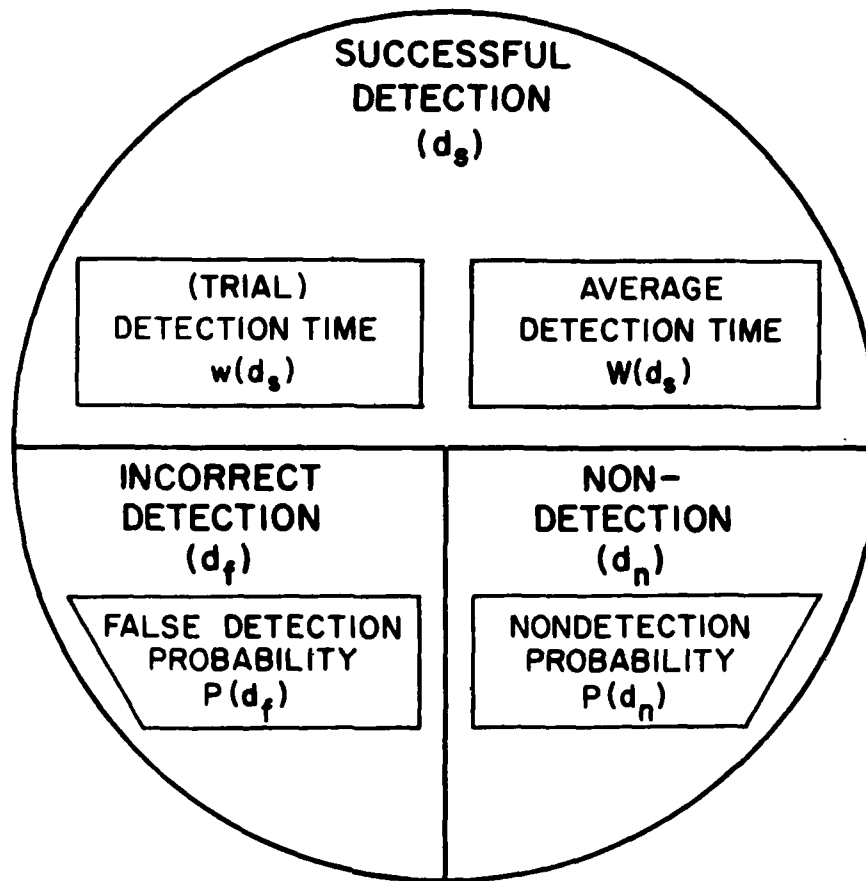 SUCCESSFUL
DETECTION
(d_s)
(TRIAL)
DETECTION TIME
w(d_s)
AVERAGE
DETECTION TIME
W(d_s)
INCORRECT
DETECTION
(d_f)
NON-
DETECTION
(d_n)
FALSE DETECTION
PROBABILITY
P(d_f)
NONDETECTION
PROBABILITY
P(d_n)